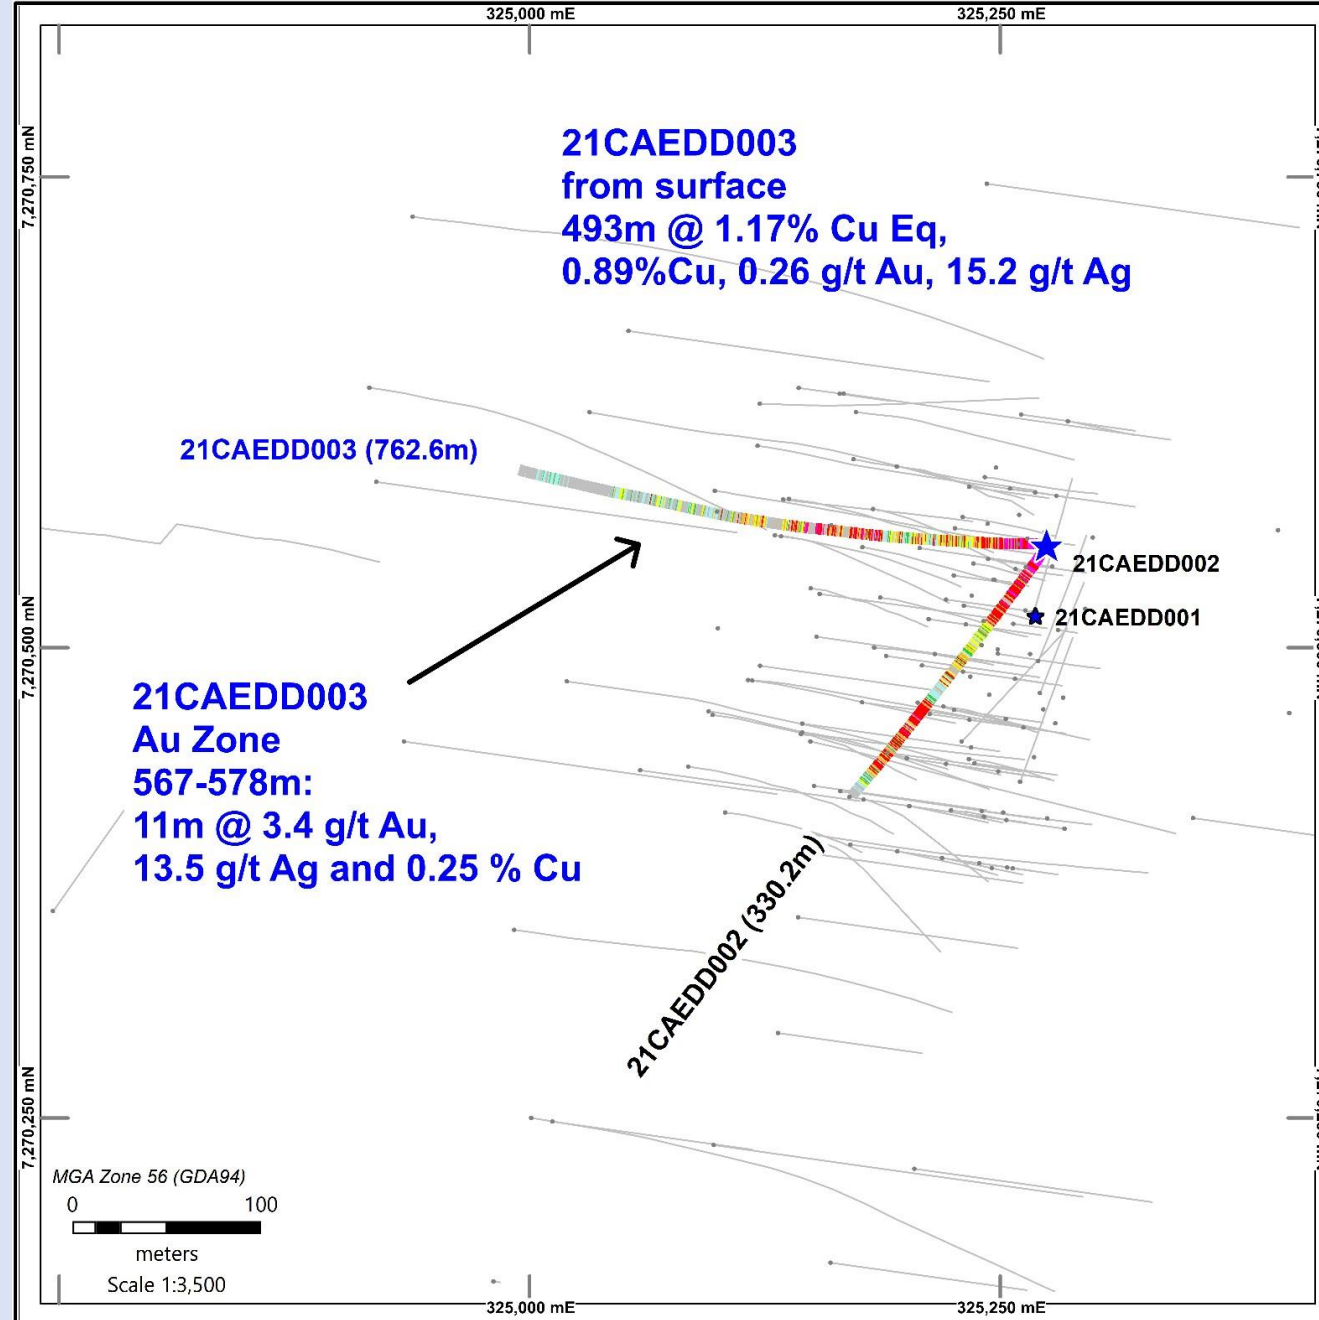 325,000 mE
325,250 mE
7,270,750 mN
21CAEDD003
from surface
493m @ 1.17% Cu Eq,
0.89%Cu, 0.26 g/t Au, 15.2 g/t Ag
21CAEDD003 (762.6m)
21CAEDD002
21CAEDD001
7,270,500 mN
21CAEDD003
Au Zone
567-578m:
11m @ 3.4 g/t Au,
13.5 g/t Ag and 0.25 % Cu
21CAEDD002 (330.2m)
7,270,250 mN
MGA Zone 56 (GDA94)
0 100
meters
Scale 1:3,500
325,000 mE
325,250 mE